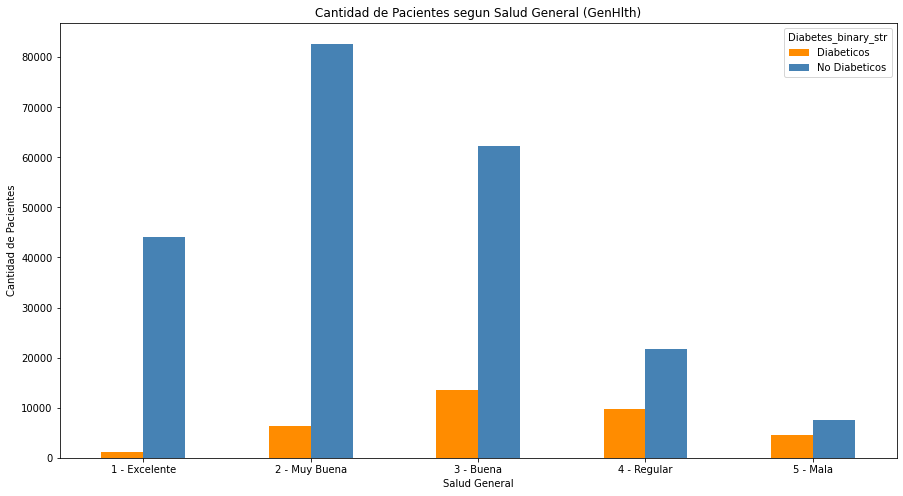 Cantidad de Pacientes segun Salud General (GenHlth)
Diabetes_binary_str
Diabeticos
No Diabeticos
Cantidad de Pacientes
80000
70000
60000
50000
40000
30000
20000
10000
0
1 - Excelente
2 - Muy Buena
3 - Buena
4 - Regular
5 - Mala
Salud General